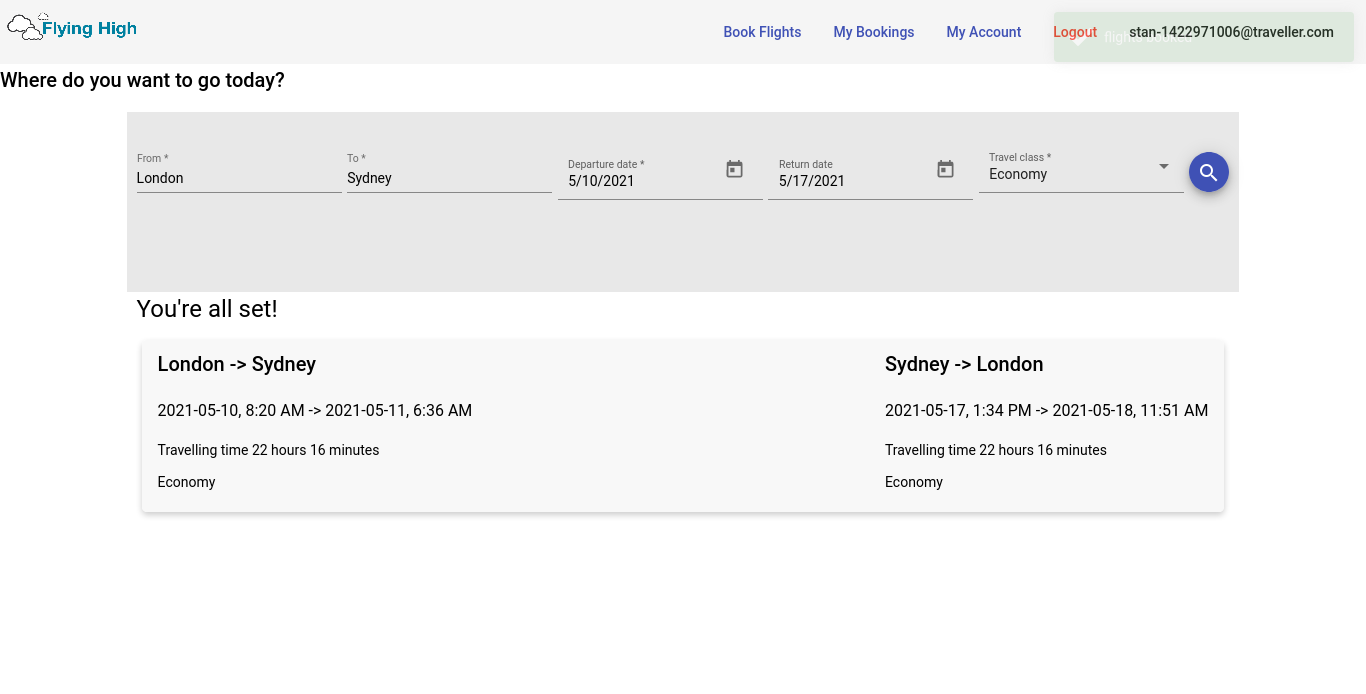 Flying High
Book Flights My Bookings My Account Logout stan-1422971006@traveller.com
Where do you want to go today?
From * To * Departure date * Return date Travel class *
London Sydney 5/10/2021 5/17/2021 Economy
You're all set!
London -> Sydney
2021-05-10, 8:20 AM -> 2021-05-11, 6:36 AM
Travelling time 22 hours 16 minutes
Economy
Sydney -> London
2021-05-17, 1:34 PM -> 2021-05-18, 11:51 AM
Travelling time 22 hours 16 minutes
Economy